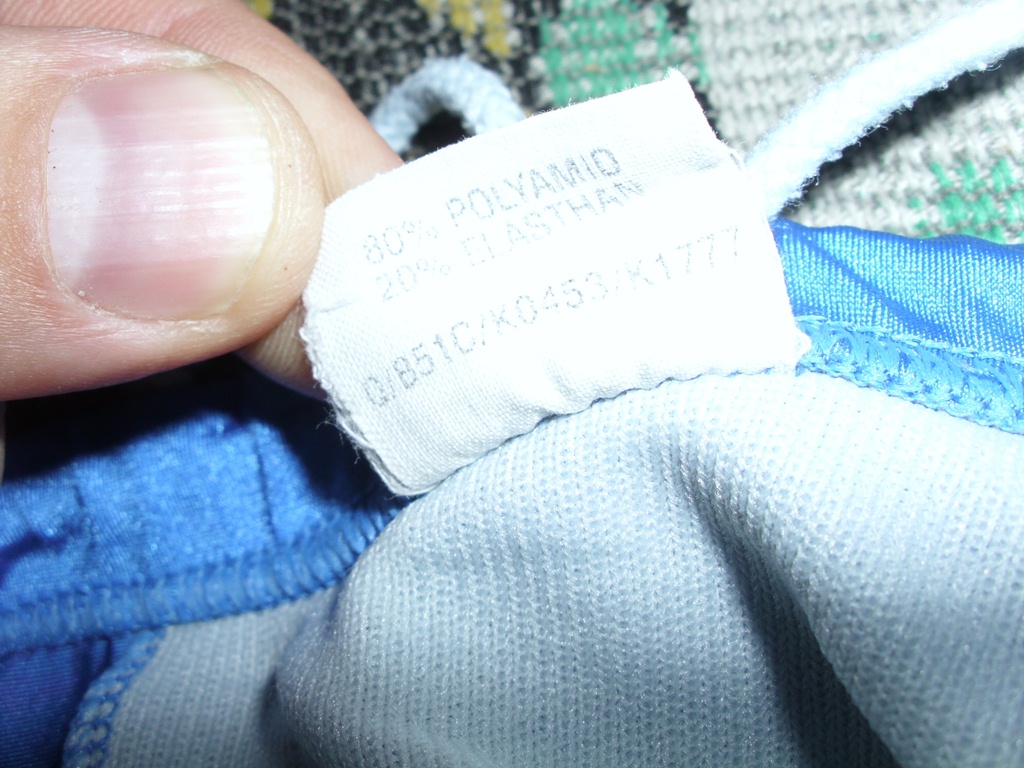 80% POLYAMID
20% ELASTHAN
Q/B51C/K0453/K1777